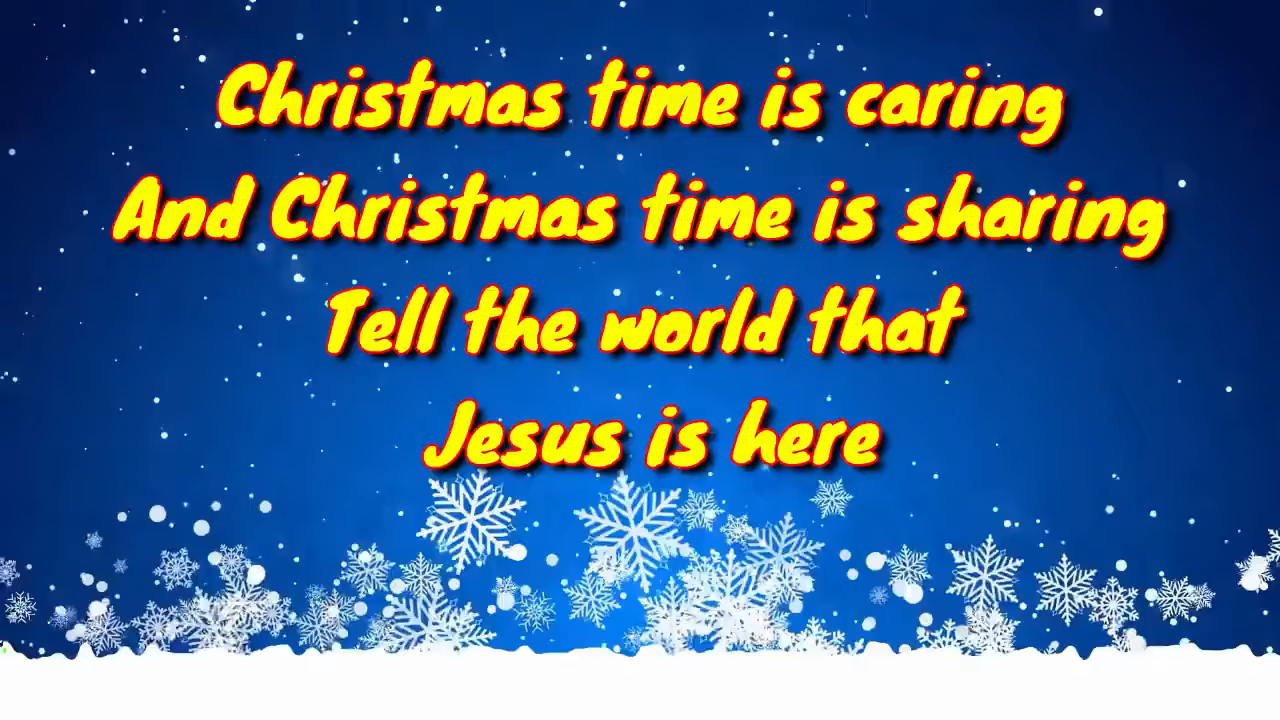 Christmas time is caring
And Christmas time is sharing
Tell the world that
Jesus is here